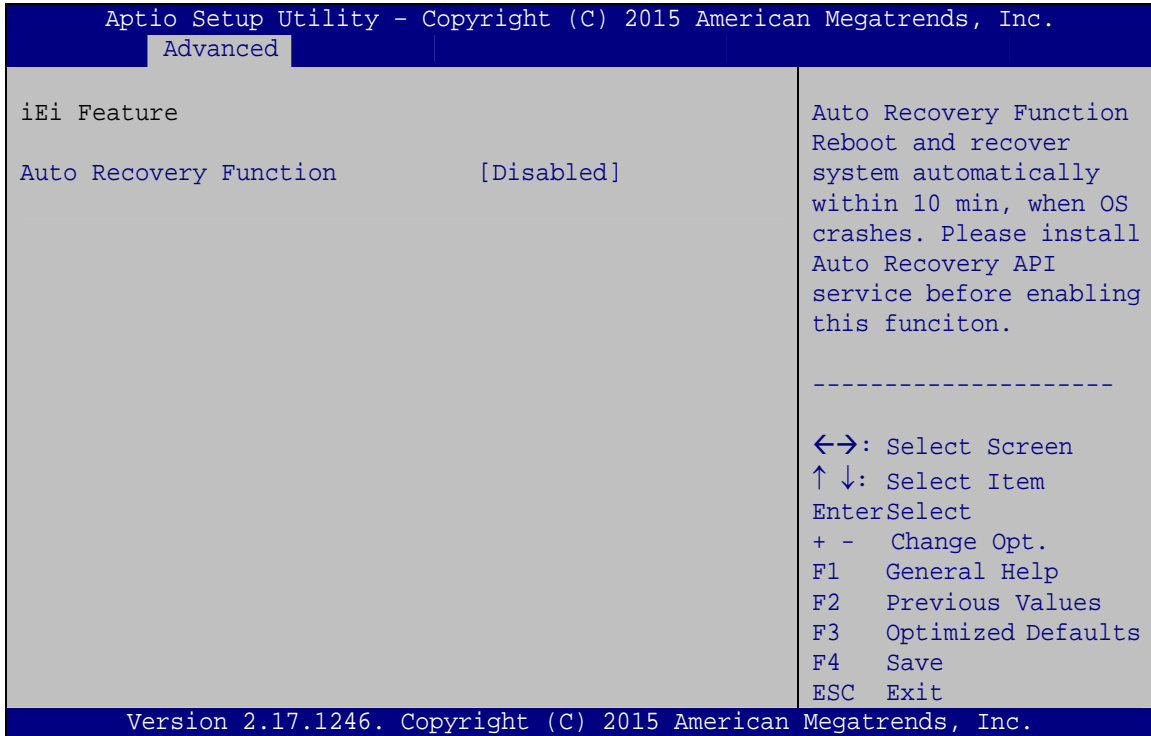 Aptio Setup Utility – Copyright (C) 2015 American Megatrends, Inc.
Advanced
iEi Feature
Auto Recovery Function [Disabled]
Auto Recovery Function
Reboot and recover
system automatically
within 10 min, when OS
crashes. Please install
Auto Recovery API
service before enabling
this funciton.
---------------------
←→: Select Screen
↑ ↓: Select Item
EnterSelect
+ - Change Opt.
F1 General Help
F2 Previous Values
F3 Optimized Defaults
F4 Save
ESC Exit
Version 2.17.1246. Copyright (C) 2015 American Megatrends, Inc.